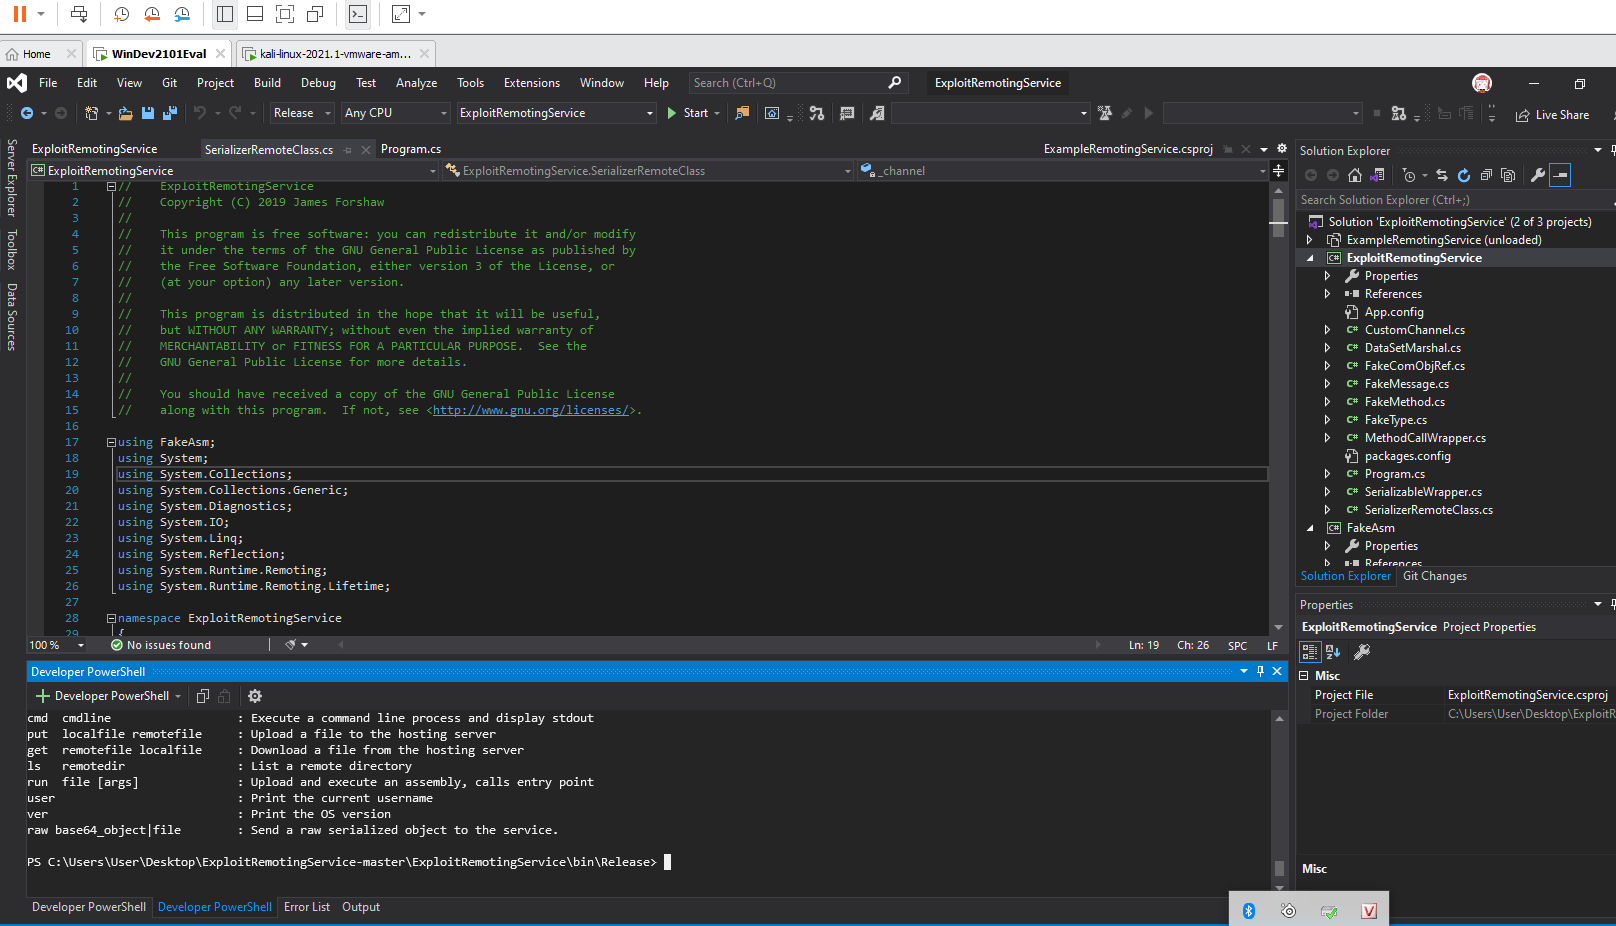 Home
WinDev2101Eval
kali-linux-2021.1-vmware-am...
File Edit View Git Project Build Debug Test Analyze Tools Extensions Window Help Search (Ctrl+Q) ExploitRemotingService
Release Any CPU ExploitRemotingService Start Live Share
Server Explorer
Toolbox
Data Sources
ExploitRemotingService SerializerRemoteClass.cs Program.cs ExampleRemotingService.csproj
C# ExploitRemotingService ExploitRemotingService.SerializerRemoteClass _channel
1 // ExploitRemotingService
2 // Copyright (C) 2019 James Forshaw
3 //
4 // This program is free software: you can redistribute it and/or modify
5 // it under the terms of the GNU General Public License as published by
6 // the Free Software Foundation, either version 3 of the License, or
7 // (at your option) any later version.
8 //
9 // This program is distributed in the hope that it will be useful,
10 // but WITHOUT ANY WARRANTY; without even the implied warranty of
11 // MERCHANTABILITY or FITNESS FOR A PARTICULAR PURPOSE.  See the
12 // GNU General Public License for more details.
13 //
14 // You should have received a copy of the GNU General Public License
15 // along with this program.  If not, see <http://www.gnu.org/licenses/>.
16
17 using FakeAsm;
18 using System;
19 using System.Collections;
20 using System.Collections.Generic;
21 using System.Diagnostics;
22 using System.IO;
23 using System.Linq;
24 using System.Reflection;
25 using System.Runtime.Remoting;
26 using System.Runtime.Remoting.Lifetime;
27
28 namespace ExploitRemotingService
29 {
100 % No issues found Ln: 19 Ch: 26 SPC LF
Developer PowerShell
Developer PowerShell
cmd cmdline : Execute a command line process and display stdout
put localfile remotefile : Upload a file to the hosting server
get remotefile localfile : Download a file from the hosting server
ls remotedir : List a remote directory
run file [args] : Upload and execute an assembly, calls entry point
user : Print the current username
ver : Print the OS version
raw base64_object|file : Send a raw serialized object to the service.
PS C:\Users\User\Desktop\ExploitRemotingService-master\ExploitRemotingService\bin\Release>
Developer PowerShell Developer PowerShell Error List Output
Solution Explorer
Search Solution Explorer (Ctrl+;)
Solution 'ExploitRemotingService' (2 of 3 projects)
ExampleRemotingService (unloaded)
C# ExploitRemotingService
Properties
References
App.config
C# CustomChannel.cs
C# DataSetMarshal.cs
C# FakeComObjRef.cs
C# FakeMessage.cs
C# FakeMethod.cs
C# FakeType.cs
C# MethodCallWrapper.cs
packages.config
C# Program.cs
C# SerializableWrapper.cs
C# SerializerRemoteClass.cs
C# FakeAsm
Properties
References
Solution Explorer Git Changes
Properties
ExploitRemotingService Project Properties
Misc
Project File ExploitRemotingService.csproj
Project Folder C:\Users\User\Desktop\ExploitR
Misc